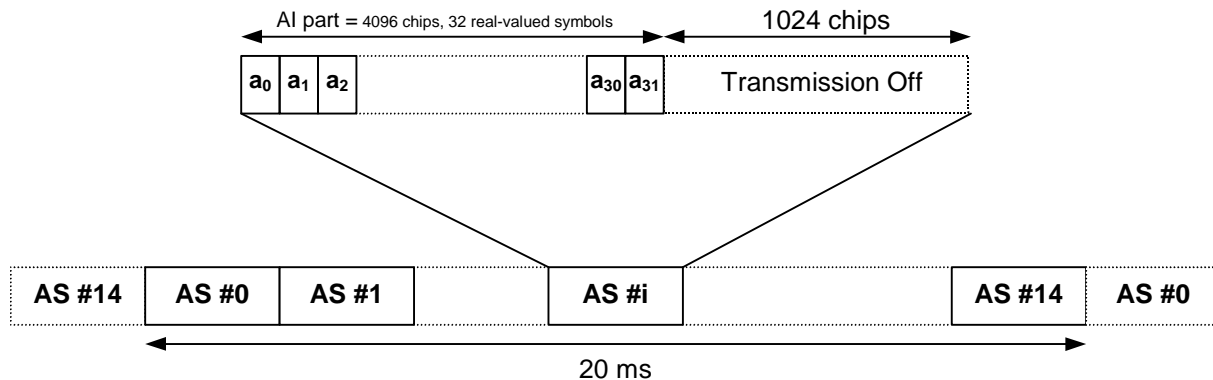 AI part = 4096 chips, 32 real-valued symbols 1024 chips
a0 a1 a2 a30 a31 Transmission Off
AS #14 AS #0 AS #1 AS #i AS #14 AS #0
20 ms